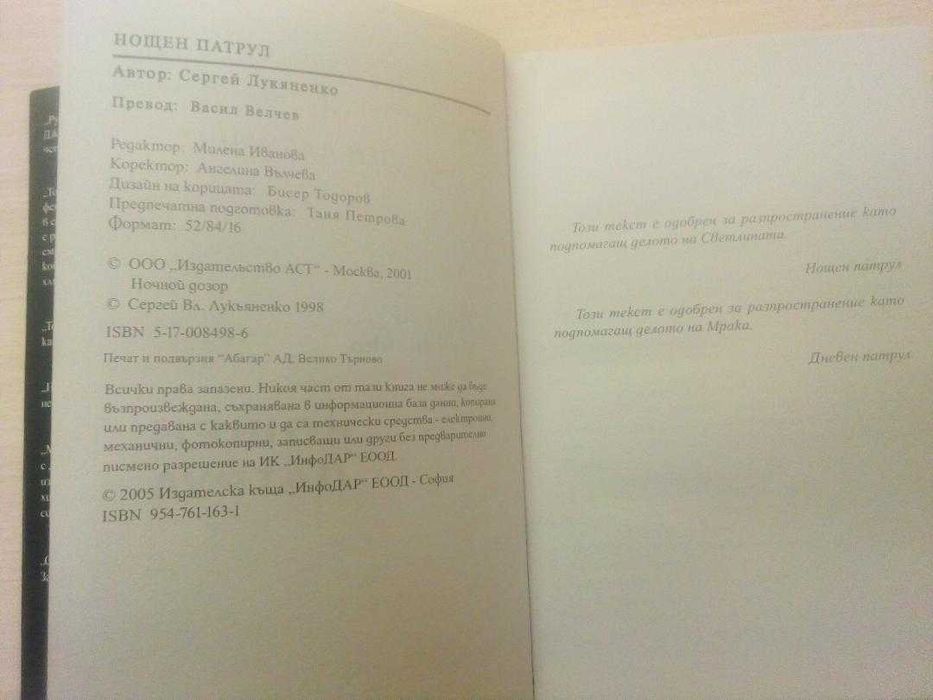 НОЩЕН ПАТРУЛ
Автор: Сергей Лукяненко
Превод: Васил Велчев
Редактор: Милена Иванова
Коректор: Ангелина Вълчева
Дизайн на корицата: Бисер Тодоров
Предпечатна подготовка: Таня Петрова
Формат: 52/84/16
© ООО „Издательство АСТ“ - Москва, 2001
Ночной дозор
© Сергей Вл. Лукьяненко 1998
ISBN 5-17-008498-6
Печат и подвързия "Абагар" АД, Велико Търново
Всички права запазени. Никоя част от тази книга не може да бъде
възпроизвеждана, съхранявана в информационна база данни, копирана
или предавана с каквито и да са технически средства - електронни,
механични, фотокопирни, записващи или други без предварително
писмено разрешение на ИК „ИнфоДАР“ ЕООД.
© 2005 Издателска къща „ИнфоДАР“ ЕООД - София
ISBN 954-761-163-1
Този текст е одобрен за разпространение като
подпомагащ делото на Светлината.
Нощен патрул
Този текст е одобрен за разпространение като
подпомагащ делото на Мрака.
Дневен патрул